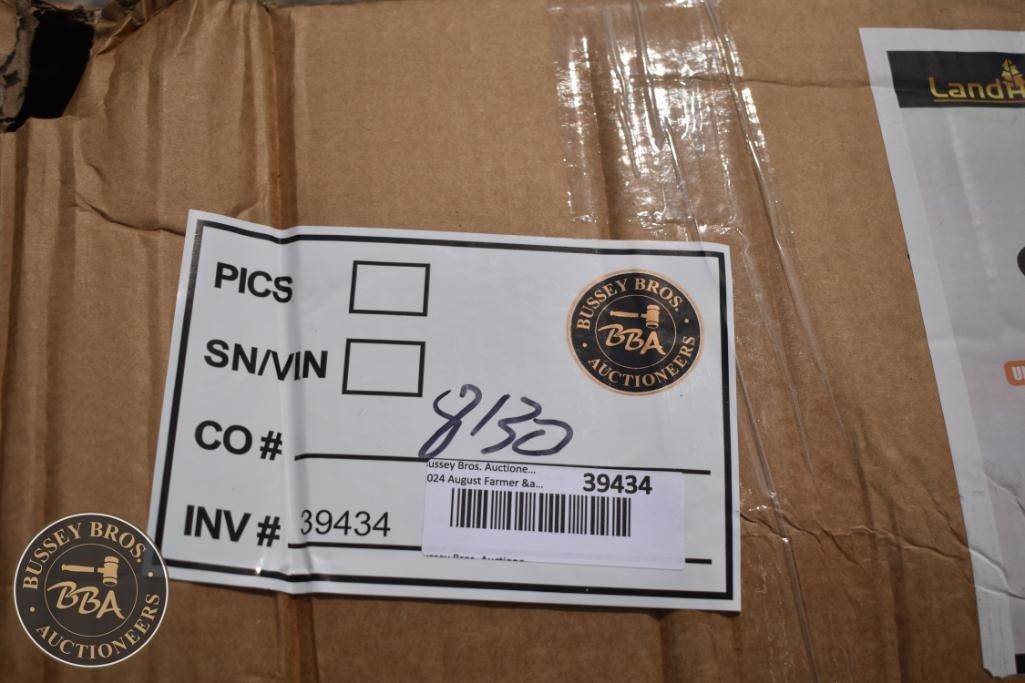 LandH
PICS
BUSSEY BROS.
BBA
AUCTIONEERS
SN/VIN
CO # 8130
ussey Bros. Auctione...
024 August Farmer &a... 39434
INV # 39434
BUSSEY BROS.
BBA
AUCTIONEERS